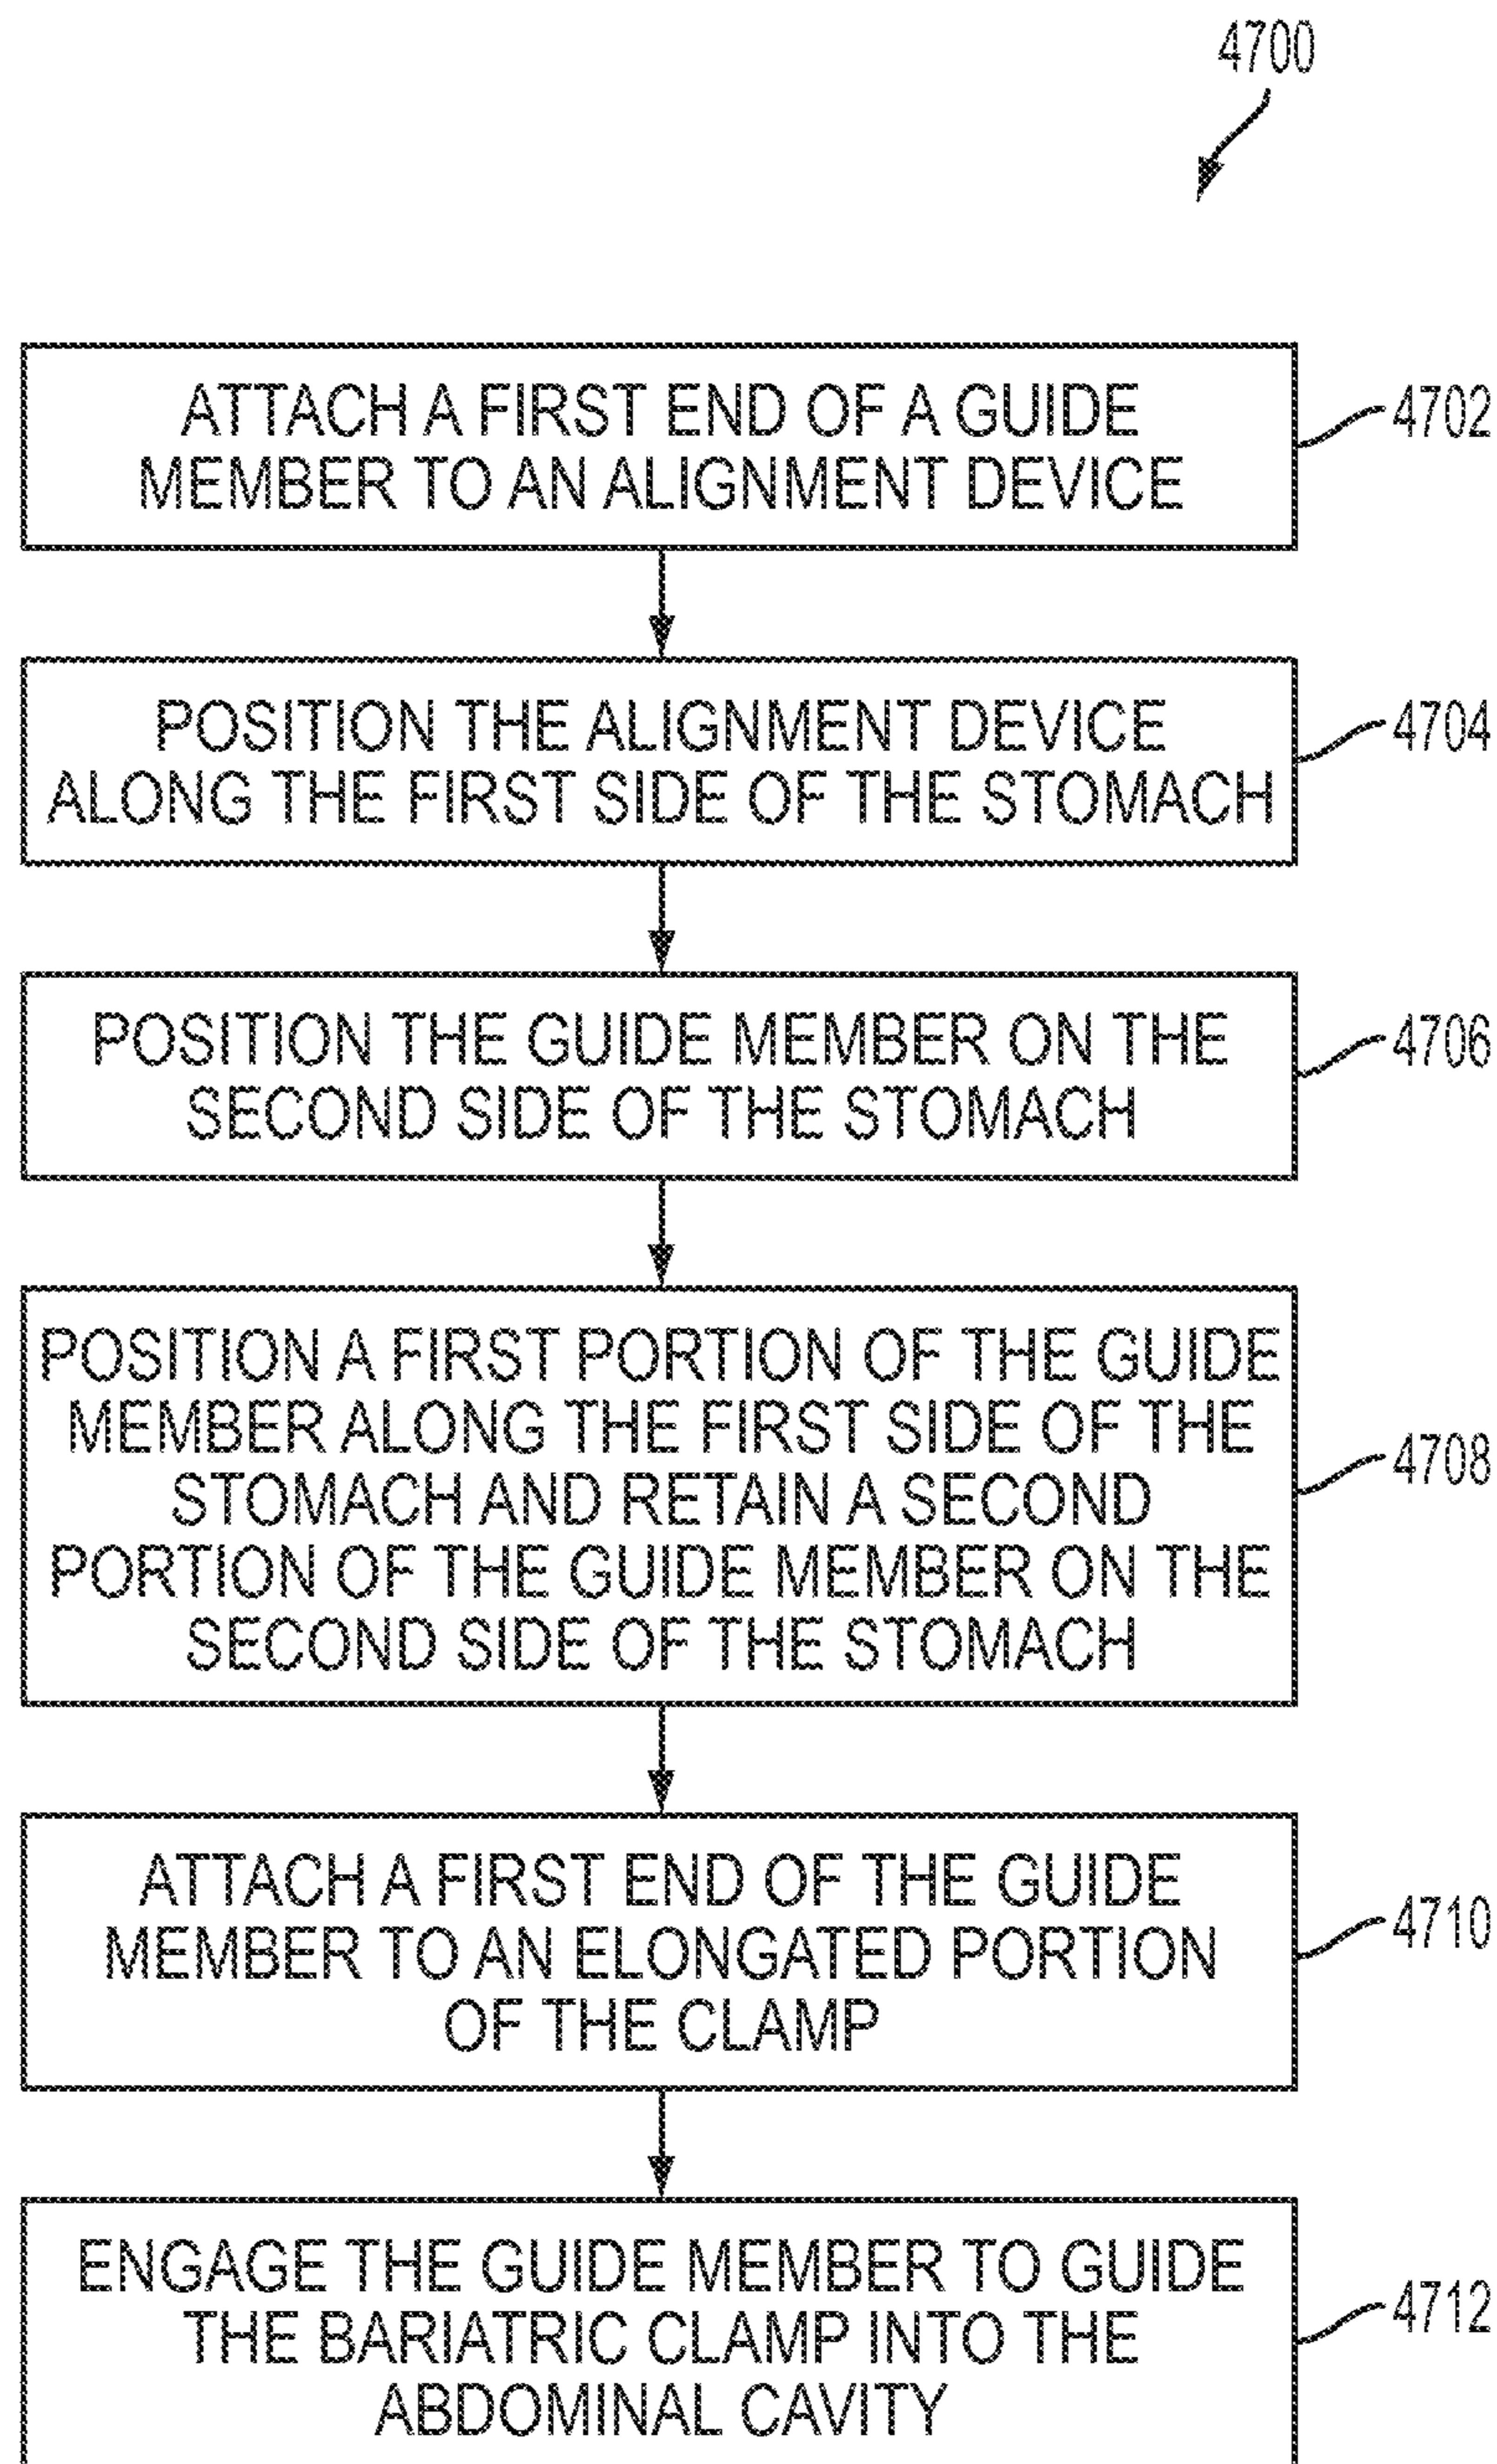 4700
ATTACH A FIRST END OF A GUIDE
MEMBER TO AN ALIGNMENT DEVICE
4702
POSITION THE ALIGNMENT DEVICE
ALONG THE FIRST SIDE OF THE STOMACH
4704
POSITION THE GUIDE MEMBER ON THE
SECOND SIDE OF THE STOMACH
4706
POSITION A FIRST PORTION OF THE GUIDE
MEMBER ALONG THE FIRST SIDE OF THE
STOMACH AND RETAIN A SECOND
PORTION OF THE GUIDE MEMBER ON THE
SECOND SIDE OF THE STOMACH
4708
ATTACH A FIRST END OF THE GUIDE
MEMBER TO AN ELONGATED PORTION
OF THE CLAMP
4710
ENGAGE THE GUIDE MEMBER TO GUIDE
THE BARIATRIC CLAMP INTO THE
ABDOMINAL CAVITY
4712